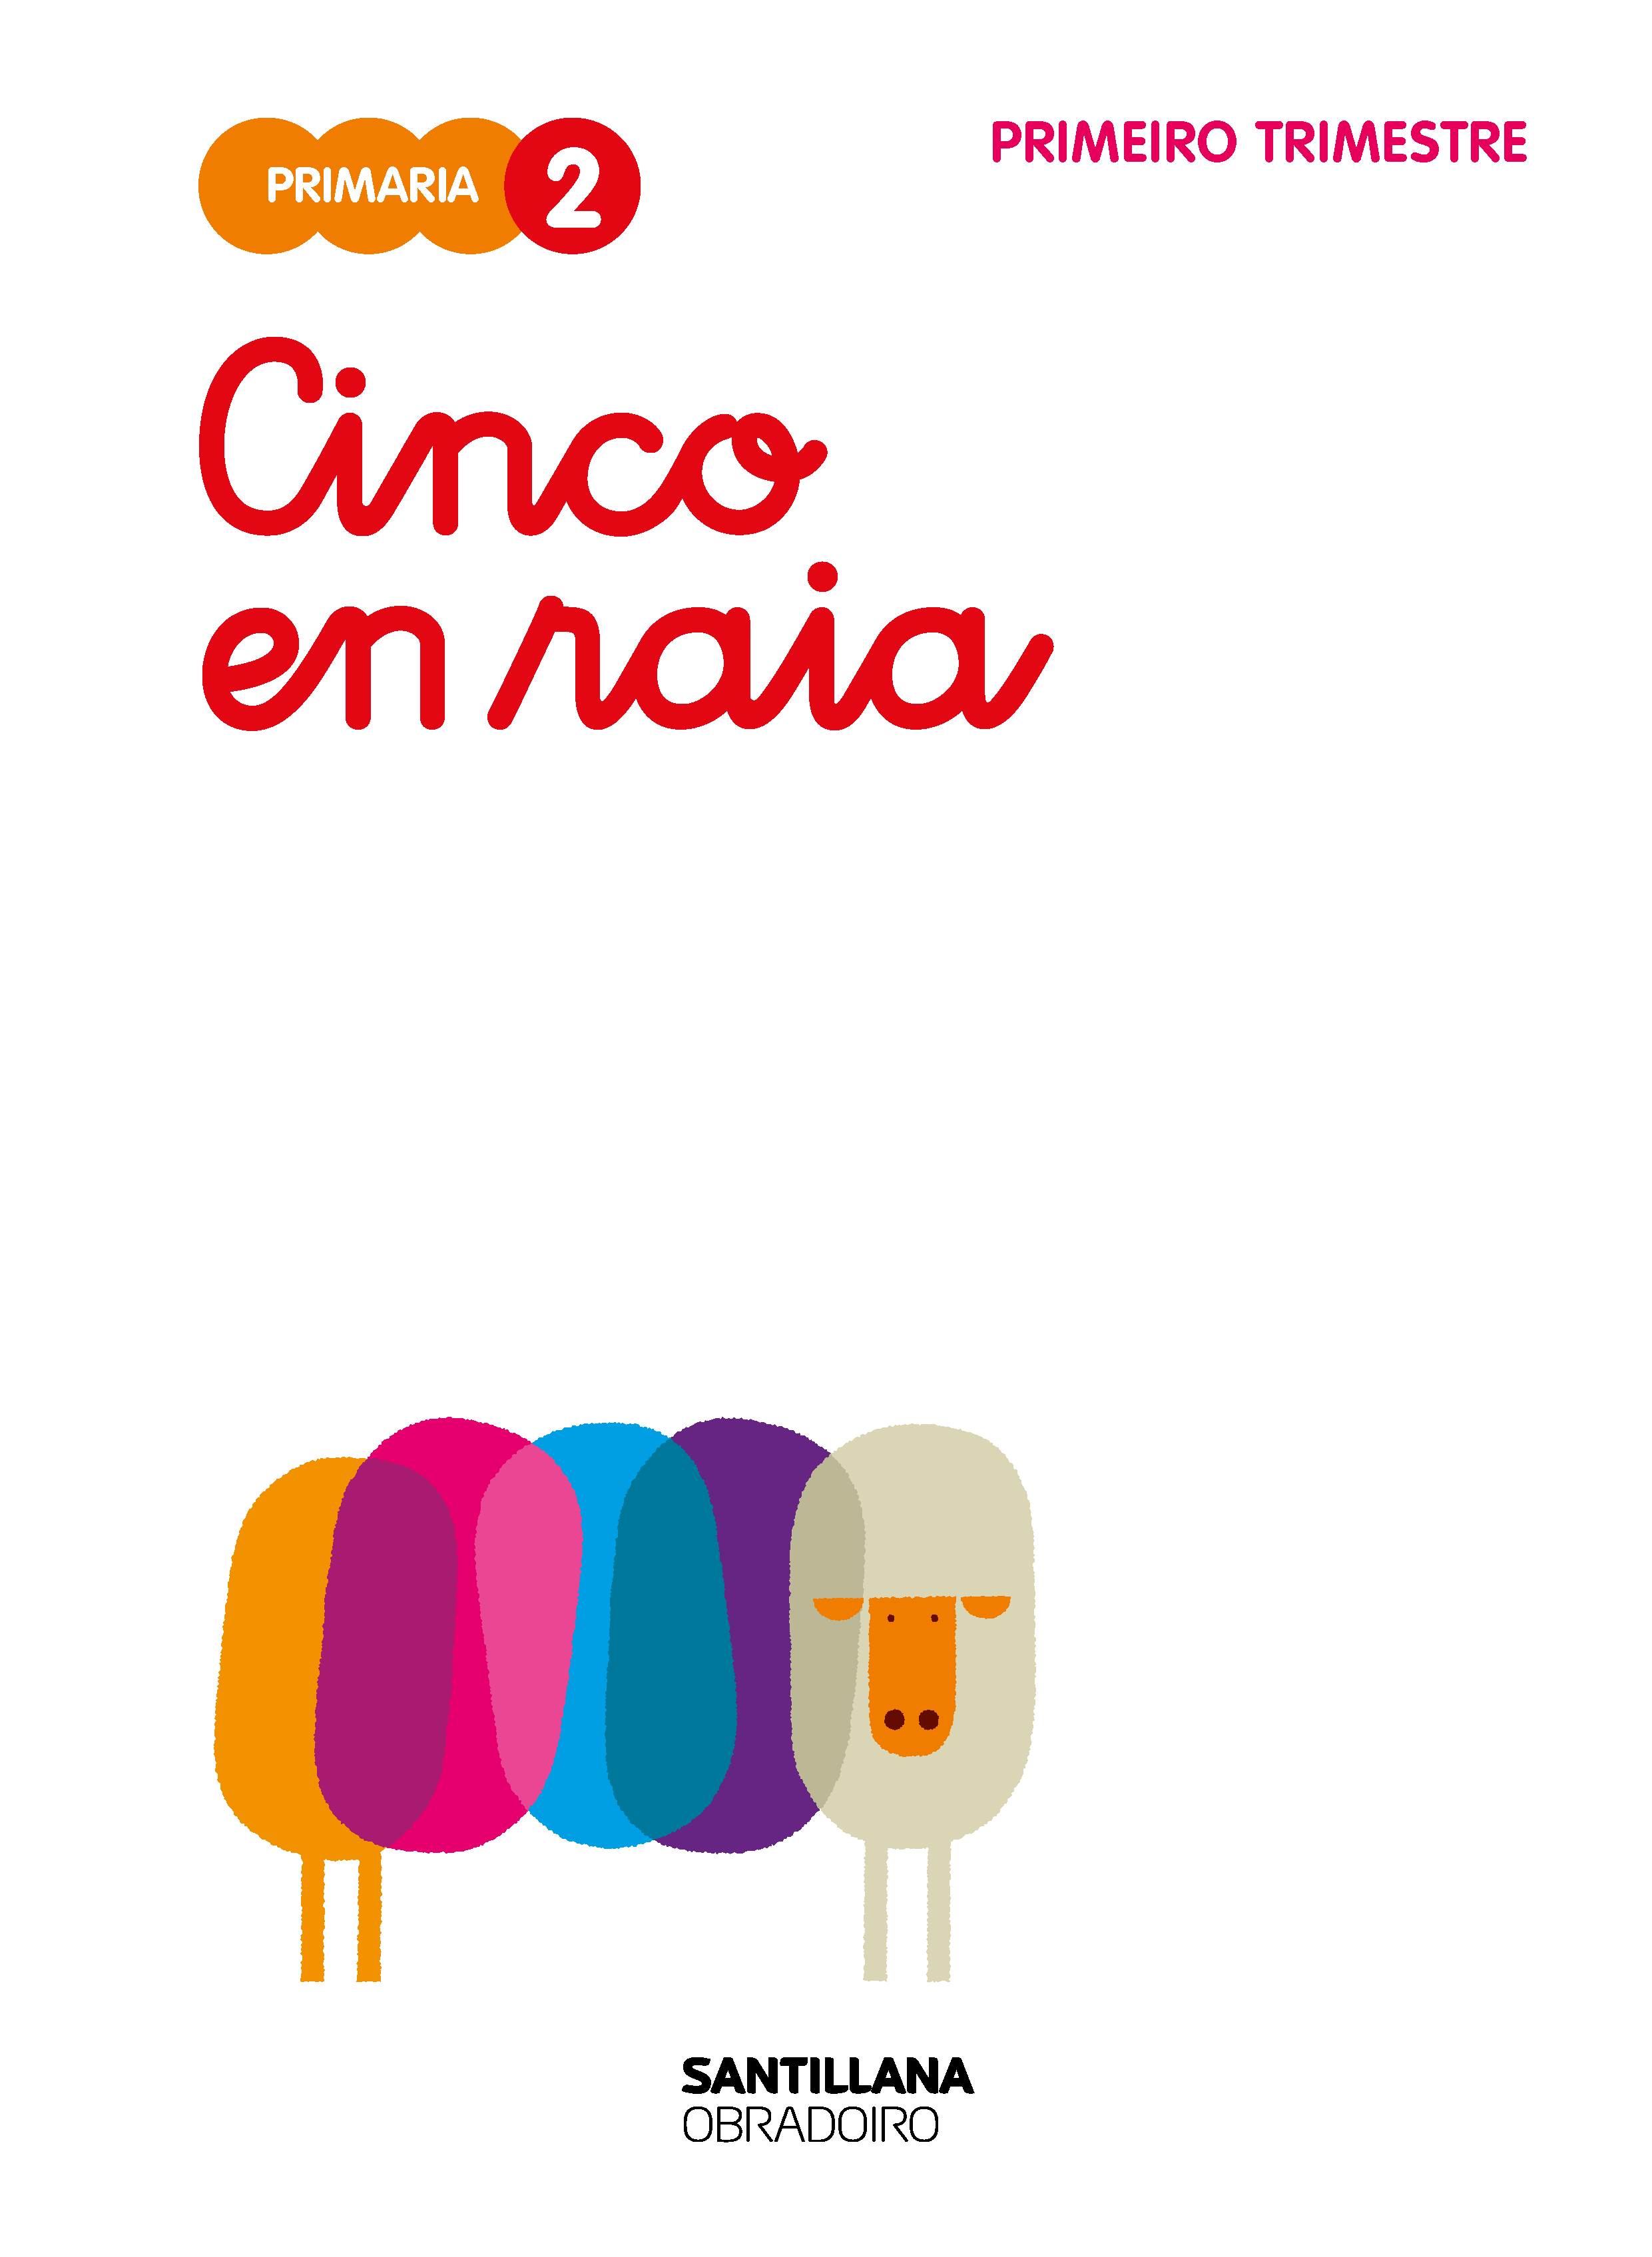 PRIMARIA 2
PRIMEIRO TRIMESTRE
Cinco
en raia
SANTILLANA
OBRADOIRO